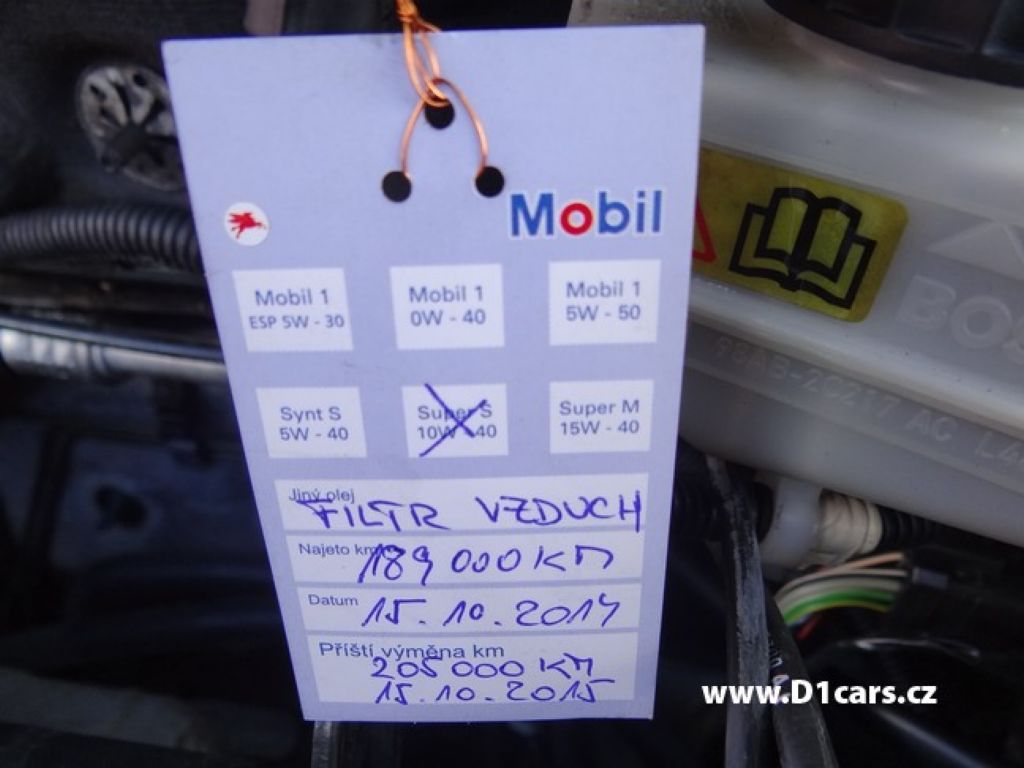 Mobil
Mobil 1
ESP 5W - 30
Mobil 1
0W - 40
Mobil 1
5W - 50
Synt S
5W - 40
Super S
10W - 40
Super M
15W - 40
Jiný olej
FILTR VZDUCH
Najeto km
189 000 KM
Datum
15.10.2014
Příští výměna km
205 000 KM
15.10.2015
www.D1cars.cz